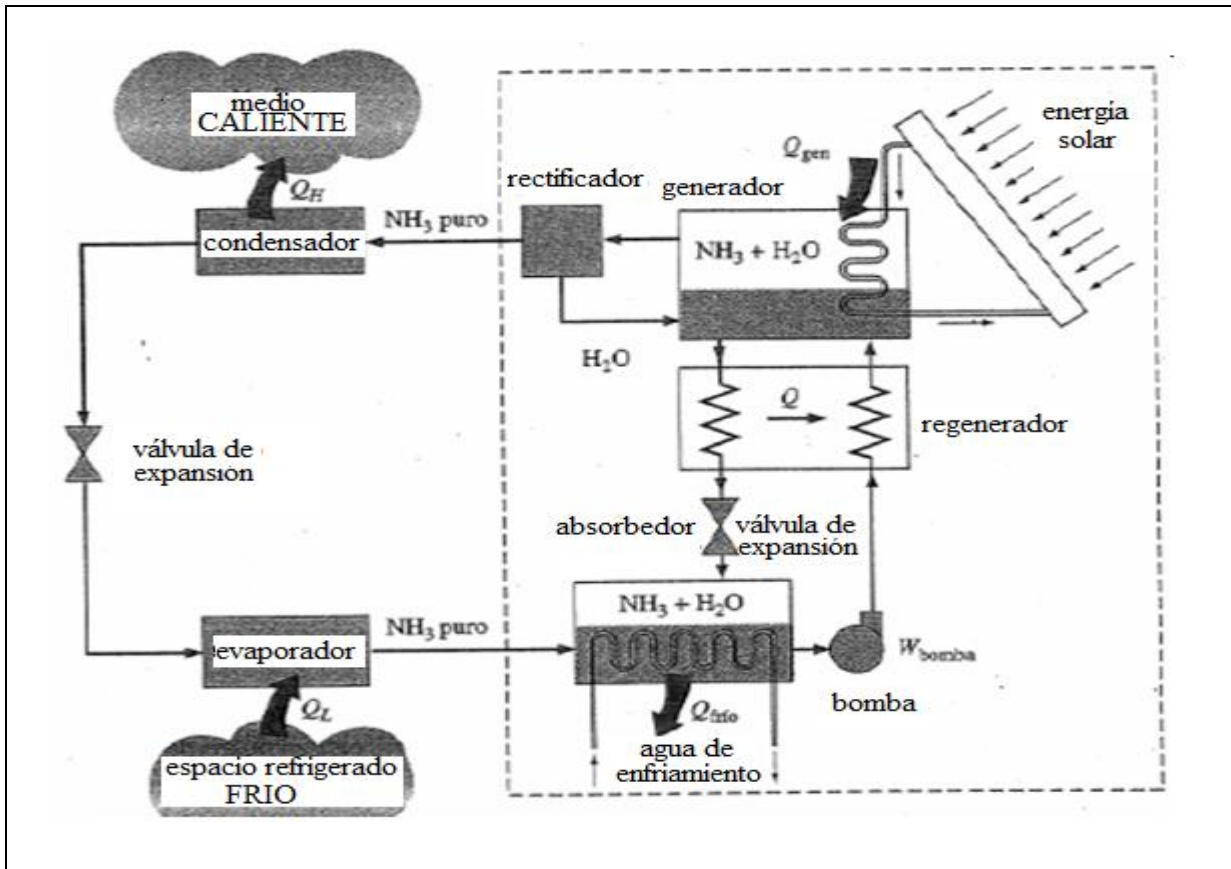 medio
CALIENTE
Q_H
condensador
NH₃ puro
rectificador
generador
Q_gen
energía
solar
NH₃ + H₂O
H₂O
Q
regenerador
válvula de
expansión
absorbedor
válvula de
expansión
NH₃ + H₂O
NH₃ puro
evaporador
W_bomba
bomba
Q_L
Q_frío
agua de
enfriamiento
espacio refrigerado
FRIO